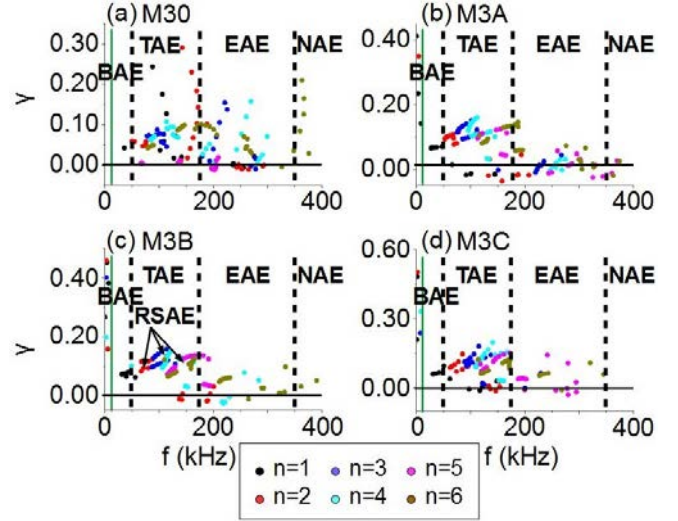 (a) M30
(b) M3A
BAE TAE EAE NAE
BAE TAE EAE NAE
γ
0.30
0.20
0.10
0.00
0.40
0.20
0.00
0 200 400
0 200 400
(c) M3B
(d) M3C
BAE TAE EAE NAE
BAE TAE EAE NAE
RSAE
γ
0.40
0.20
0.00
0.60
0.30
0.00
0 200 400
0 200 400
f (kHz)
f (kHz)
n=1 n=3 n=5
n=2 n=4 n=6